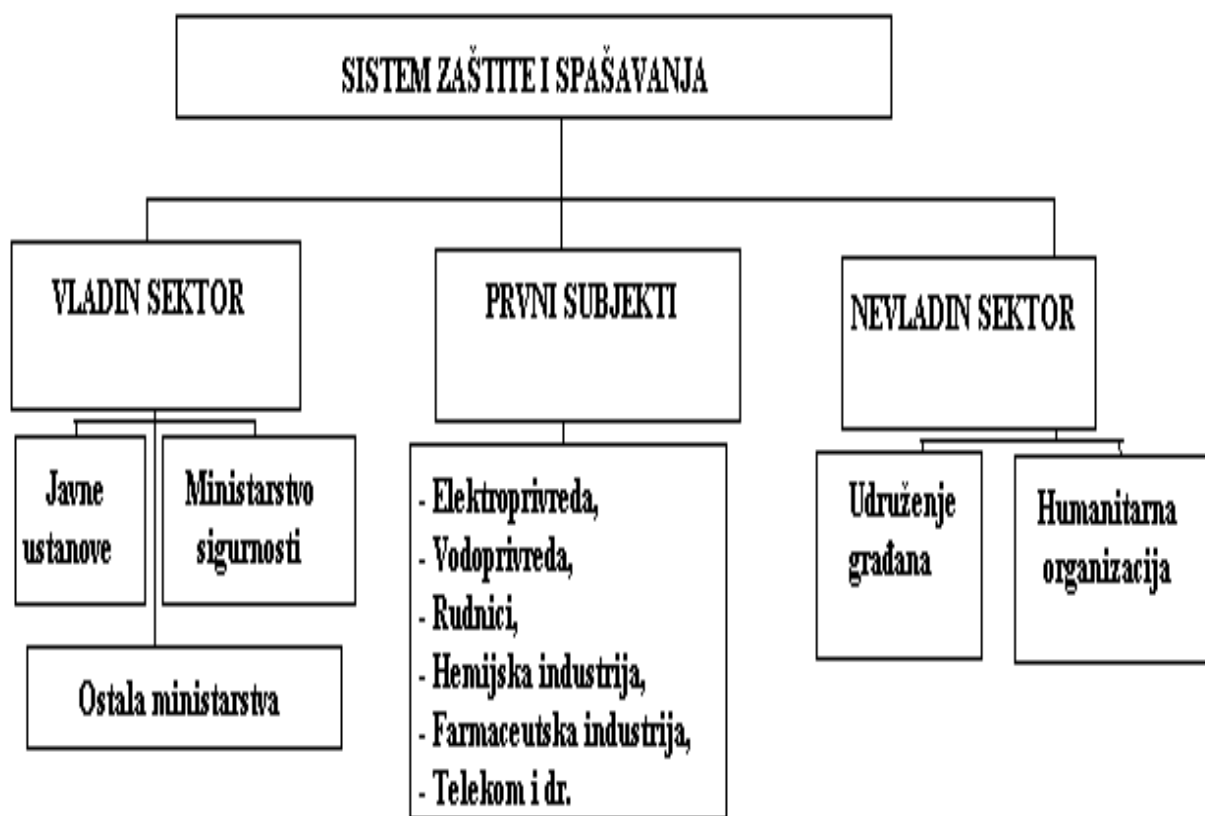 SISTEM ZAŠTITE I SPAŠAVANJA
VLADIN SEKTOR
PRVNI SUBJEKTI
NEVLADIN SEKTOR
Javne
ustanove
Ministarstvo
sigurnosti
Ostala ministarstva
- Elektroprivreda,
- Vodoprivreda,
- Rudnici,
- Hemijska industrija,
- Farmaceutska industrija,
- Telekom i dr.
Udruženje
građana
Humanitarna
organizacija